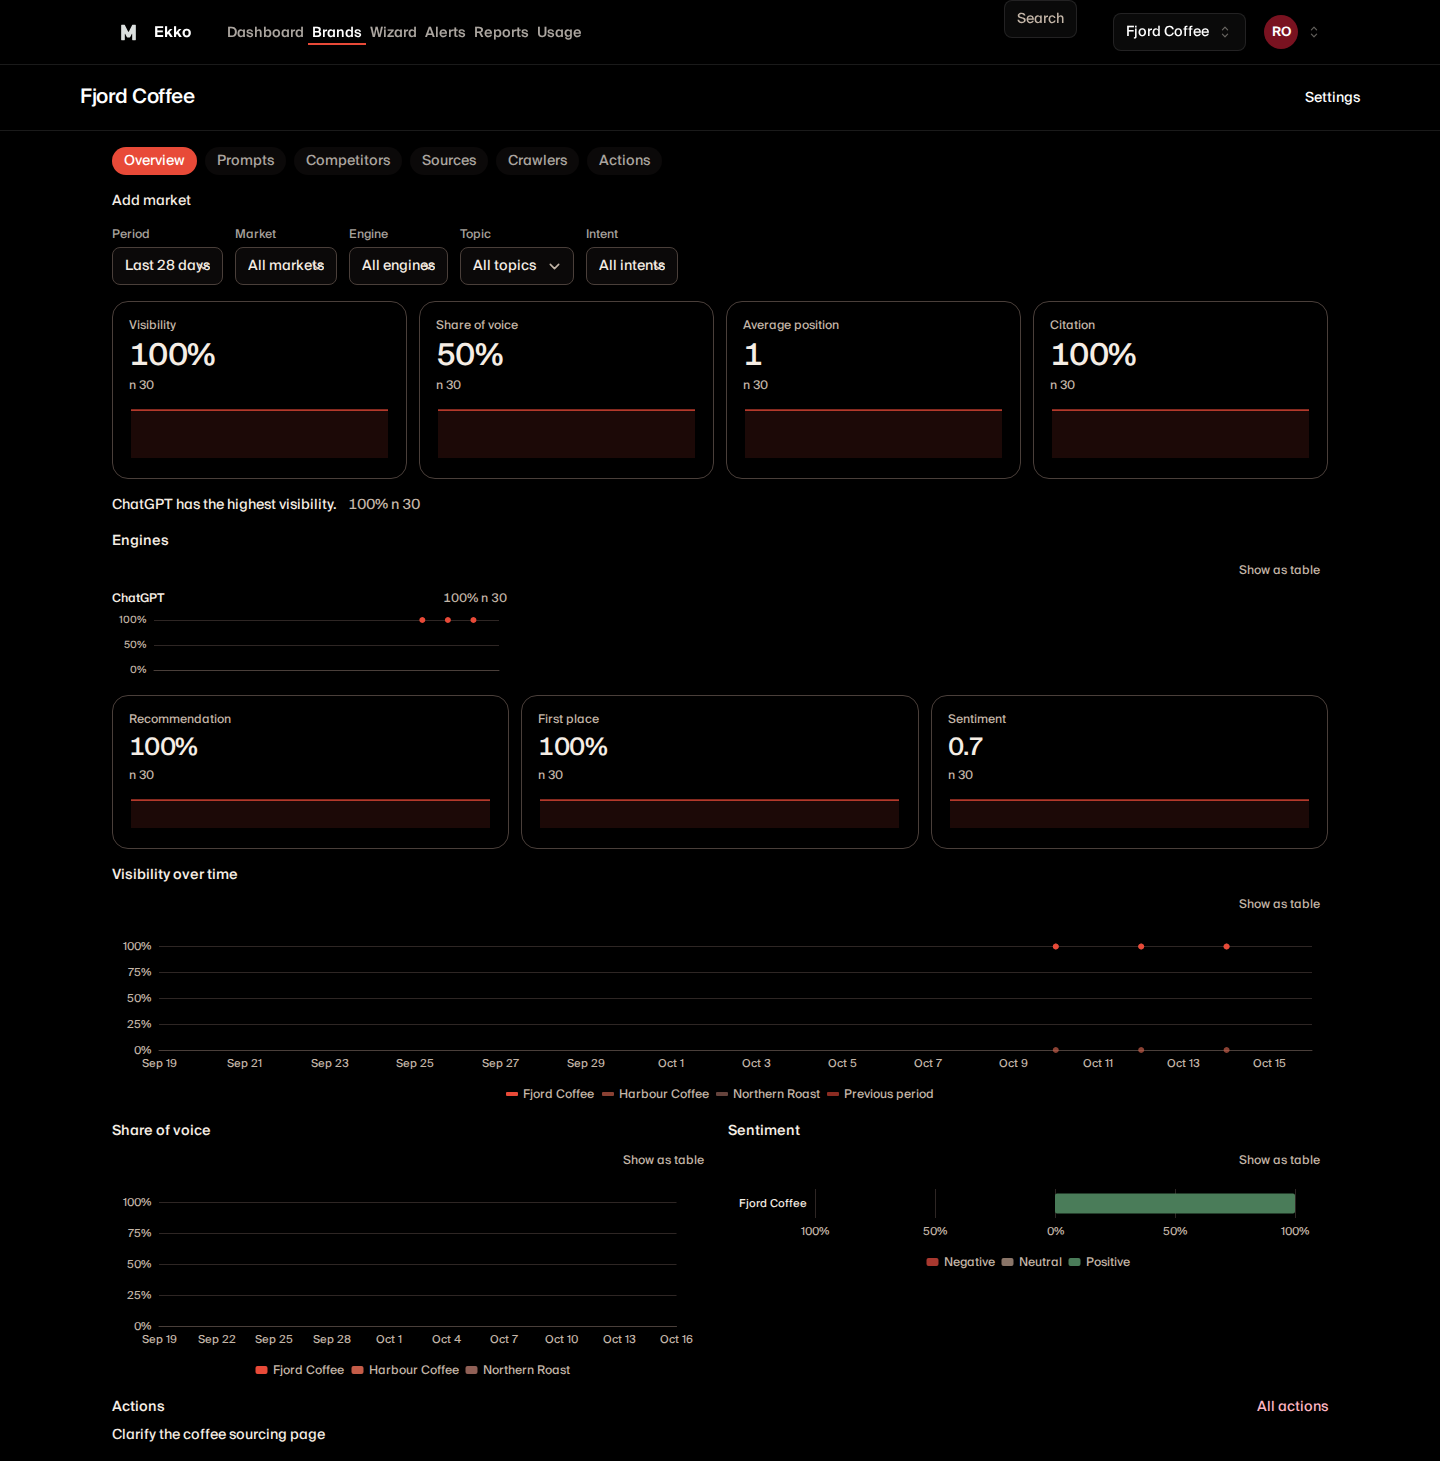 Ekko Dashboard Brands Wizard Alerts Reports Usage Search Fjord Coffee RO
Fjord Coffee Settings
Overview Prompts Competitors Sources Crawlers Actions
Add market
Period Market Engine Topic Intent
Last 28 days All markets All engines All topics All intents
Visibility Share of voice Average position Citation
100% 50% 1 100%
n 30 n 30 n 30 n 30
ChatGPT has the highest visibility. 100% n 30
Engines
Show as table
ChatGPT 100% n 30
100%
50%
0%
Recommendation First place Sentiment
100% 100% 0.7
n 30 n 30 n 30
Visibility over time
Show as table
100%
75%
50%
25%
0%
Sep 19 Sep 21 Sep 23 Sep 25 Sep 27 Sep 29 Oct 1 Oct 3 Oct 5 Oct 7 Oct 9 Oct 11 Oct 13 Oct 15
Fjord Coffee Harbour Coffee Northern Roast Previous period
Share of voice
Show as table
100%
75%
50%
25%
0%
Sep 19 Sep 22 Sep 25 Sep 28 Oct 1 Oct 4 Oct 7 Oct 10 Oct 13 Oct 16
Fjord Coffee Harbour Coffee Northern Roast
Sentiment
Show as table
Fjord Coffee
100% 50% 0% 50% 100%
Negative Neutral Positive
Actions All actions
Clarify the coffee sourcing page